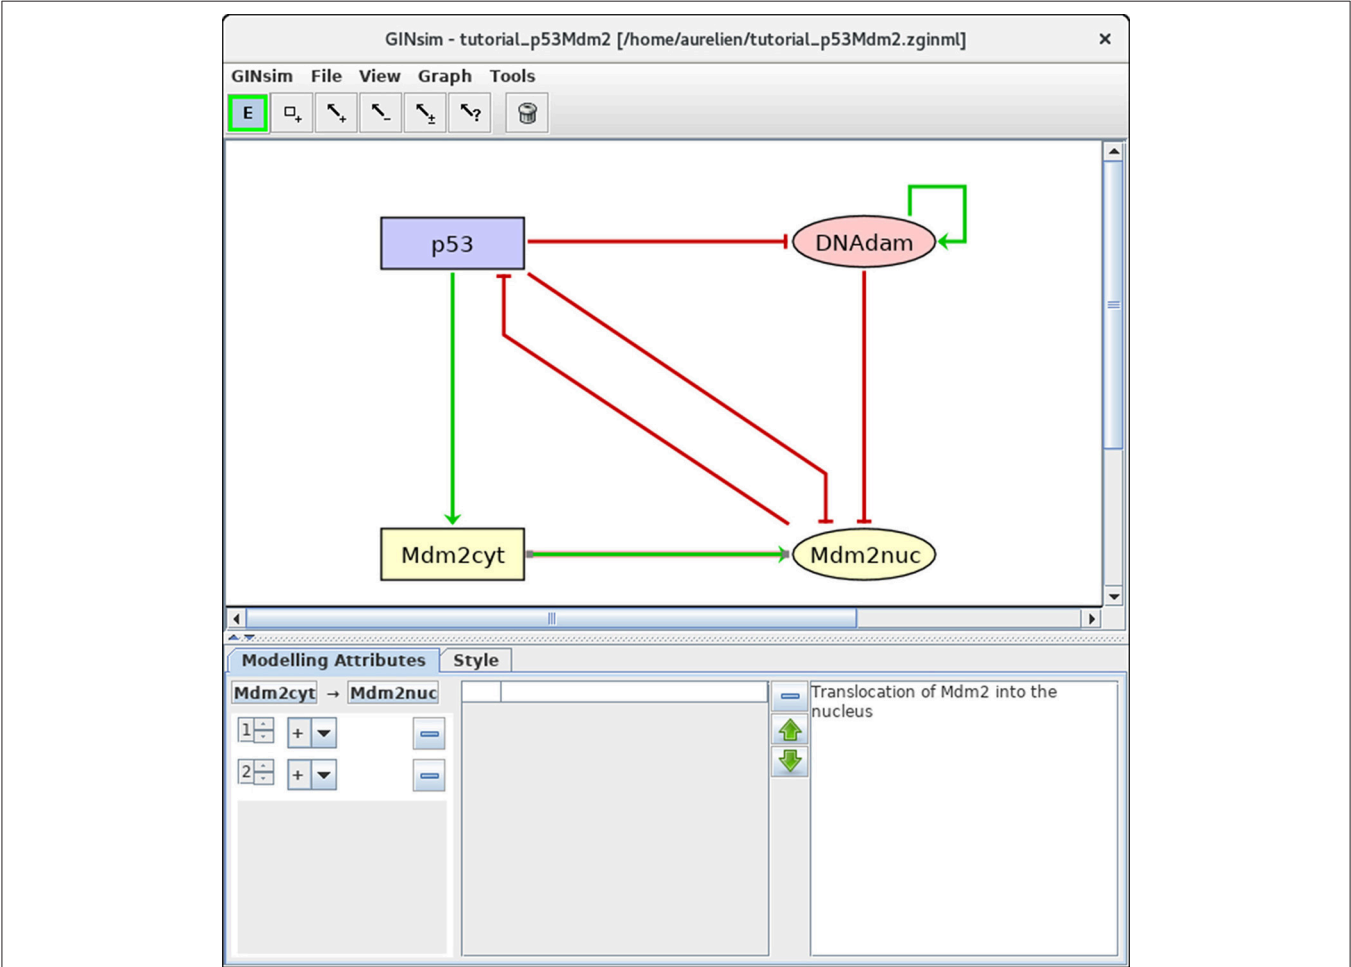 GINsim - tutorial_p53Mdm2 [/home/aurelien/tutorial_p53Mdm2.zginml] ×
GINsim File View Graph Tools
E + + - ± ?
p53
DNAdam
Mdm2cyt
Mdm2nuc
Modelling Attributes Style
Mdm2cyt → Mdm2nuc
Translocation of Mdm2 into the
nucleus
1 +
2 +